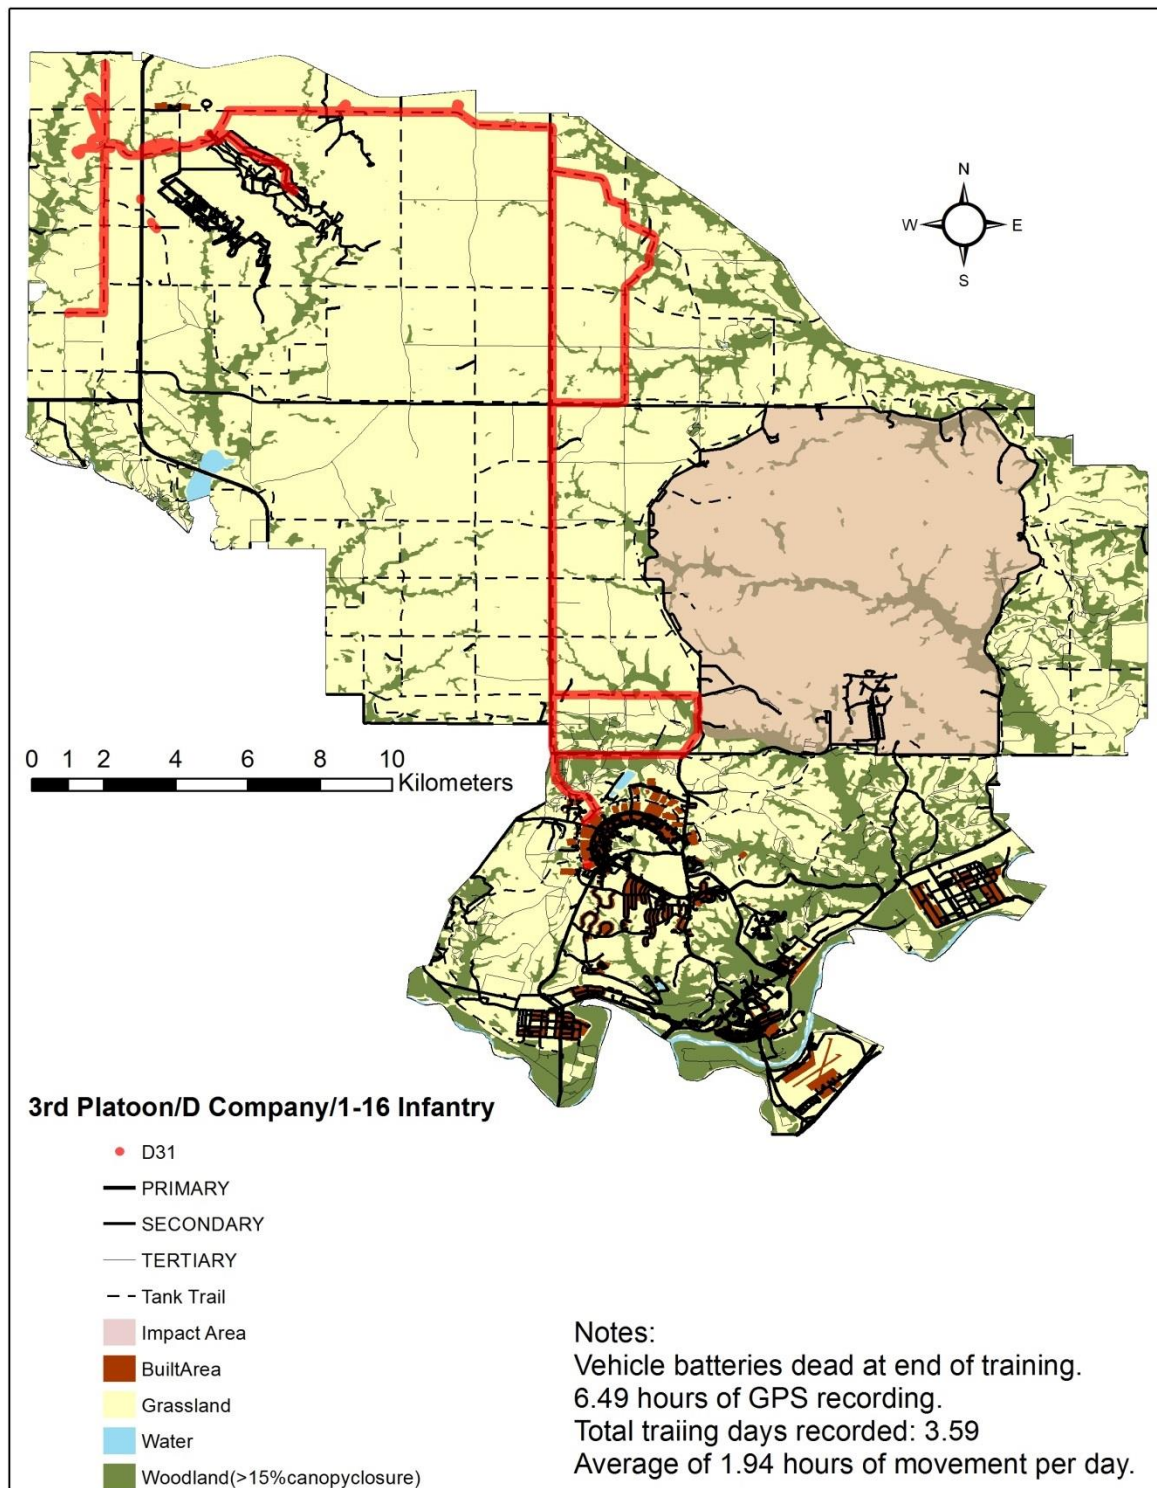 N
W E
S
0 1 2 4 6 8 10
Kilometers
3rd Platoon/D Company/1-16 Infantry
D31
PRIMARY
SECONDARY
TERTIARY
Tank Trail
Impact Area
BuiltArea
Grassland
Water
Woodland(>15%canopyclosure)
Notes:
Vehicle batteries dead at end of training.
6.49 hours of GPS recording.
Total traiing days recorded: 3.59
Average of 1.94 hours of movement per day.